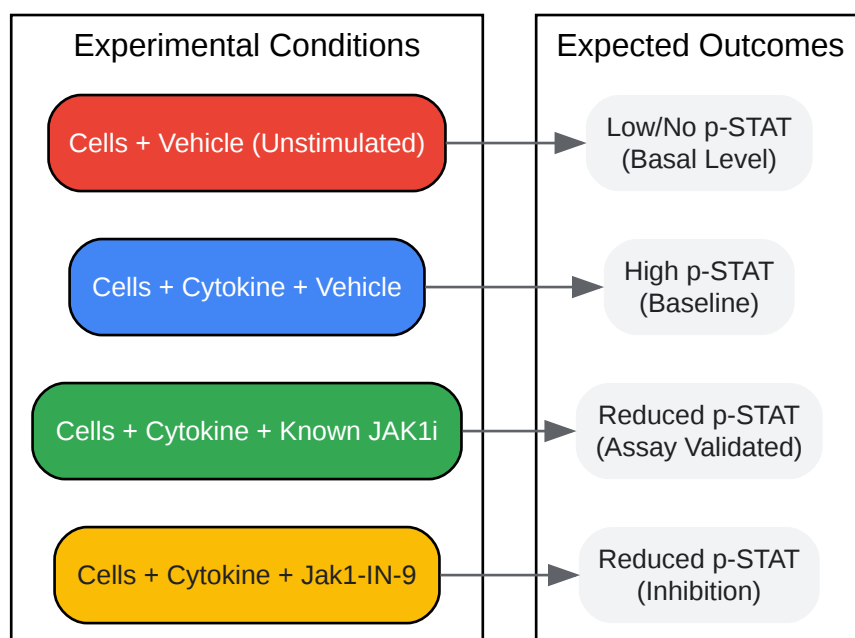 Experimental Conditions
Expected Outcomes
Cells + Vehicle (Unstimulated)
Low/No p-STAT
(Basal Level)
Cells + Cytokine + Vehicle
High p-STAT
(Baseline)
Cells + Cytokine + Known JAK1i
Reduced p-STAT
(Assay Validated)
Cells + Cytokine + Jak1-IN-9
Reduced p-STAT
(Inhibition)